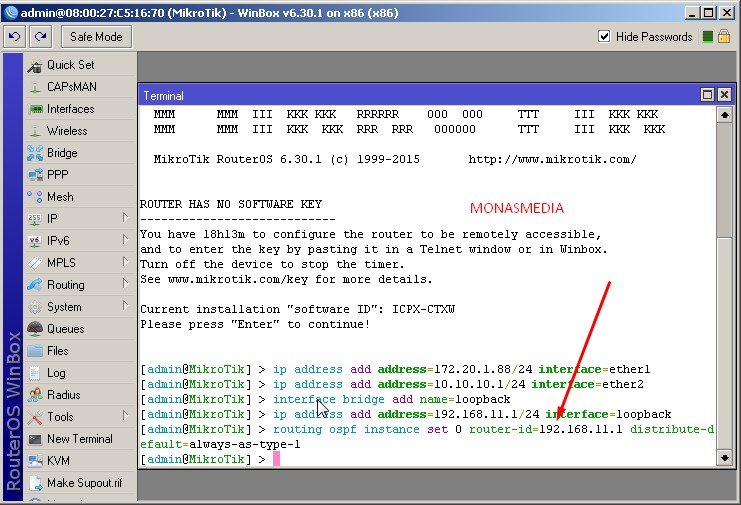 admin@08:00:27:C5:16:70 (MikroTik) - WinBox v6.30.1 on x86 (x86)
Safe Mode
Hide Passwords
Quick Set
CAPsMAN
Interfaces
Wireless
Bridge
PPP
Mesh
IP
IPv6
MPLS
Routing
System
Queues
Files
Log
Radius
Tools
New Terminal
KVM
Make Supout.rif
RouterOS WinBox
Terminal
MMM MMM III KKK KKK RRRRRR OOO OOO TTT III KKK KKK
MMM MMM III KKK KKK RRR RRR OOOOOO TTT III KKK KKK
MikroTik RouterOS 6.30.1 (c) 1999-2015 http://www.mikrotik.com/
ROUTER HAS NO SOFTWARE KEY
----------------------------
MONASMEDIA
You have 18h13m to configure the router to be remotely accessible,
and to enter the key by pasting it in a Telnet window or in Winbox.
Turn off the device to stop the timer.
See www.mikrotik.com/key for more details.
Current installation "software ID": ICPX-CTXW
Please press "Enter" to continue!
[admin@MikroTik] > ip address add address=172.20.1.88/24 interface=ether1
[admin@MikroTik] > ip address add address=10.10.10.1/24 interface=ether2
[admin@MikroTik] > interface bridge add name=loopback
[admin@MikroTik] > ip address add address=192.168.11.1/24 interface=loopback
[admin@MikroTik] > routing ospf instance set 0 router-id=192.168.11.1 distribute-d
efault=always-as-type-1
[admin@MikroTik] >